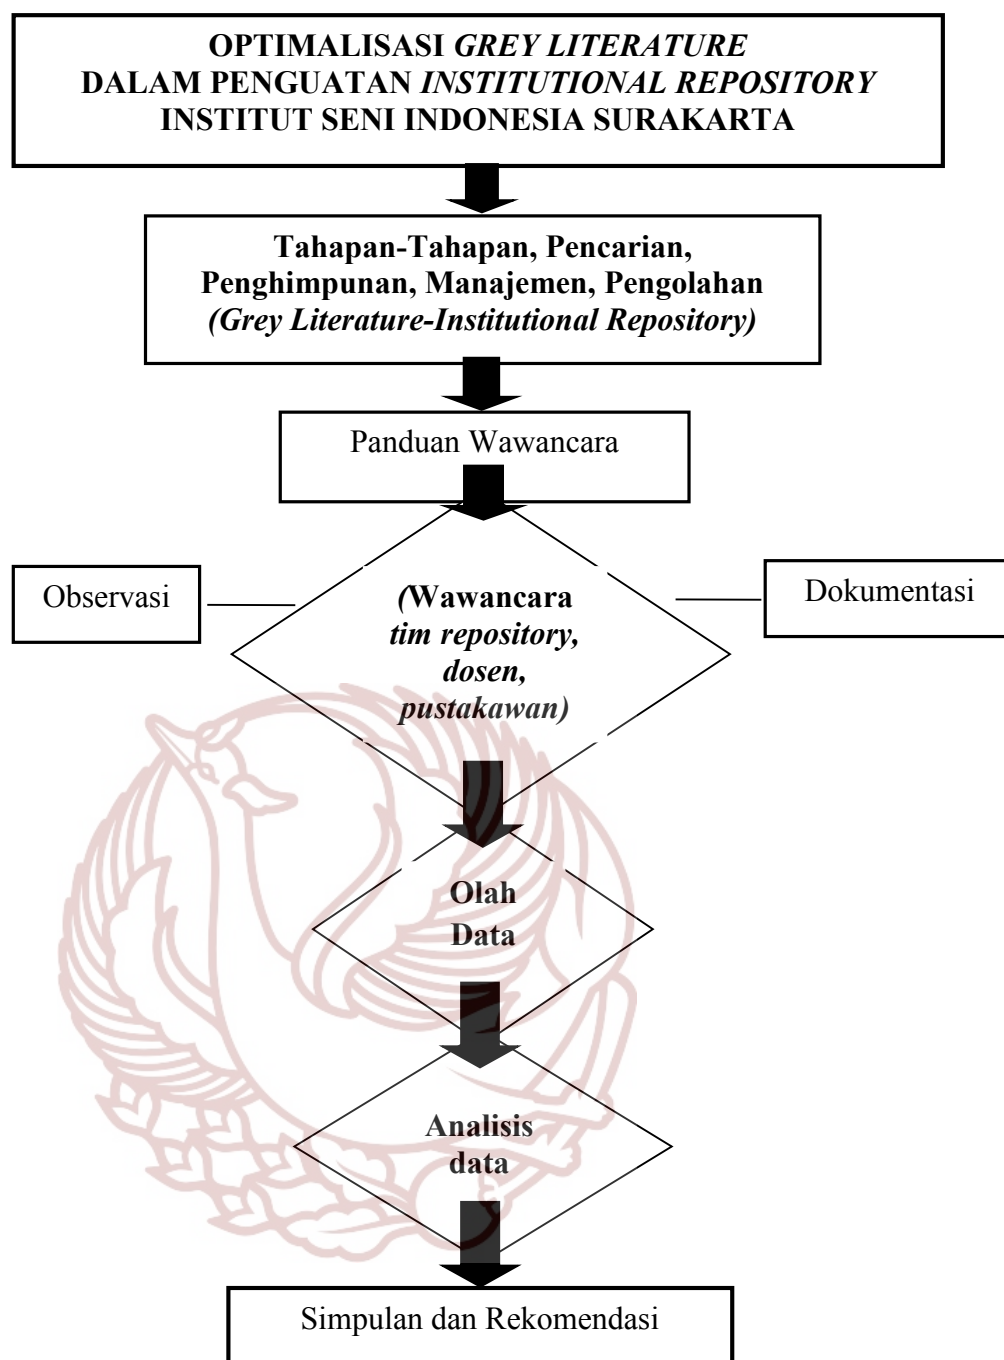 OPTIMALISASI GREY LITERATURE
DALAM PENGUATAN INSTITUTIONAL REPOSITORY
INSTITUT SENI INDONESIA SURAKARTA
Tahapan-Tahapan, Pencarian,
Penghimpunan, Manajemen, Pengolahan
(Grey Literature-Institutional Repository)
Panduan Wawancara
Observasi
(Wawancara
tim repository,
dosen,
pustakawan)
Dokumentasi
Olah
Data
Analisis
data
Simpulan dan Rekomendasi